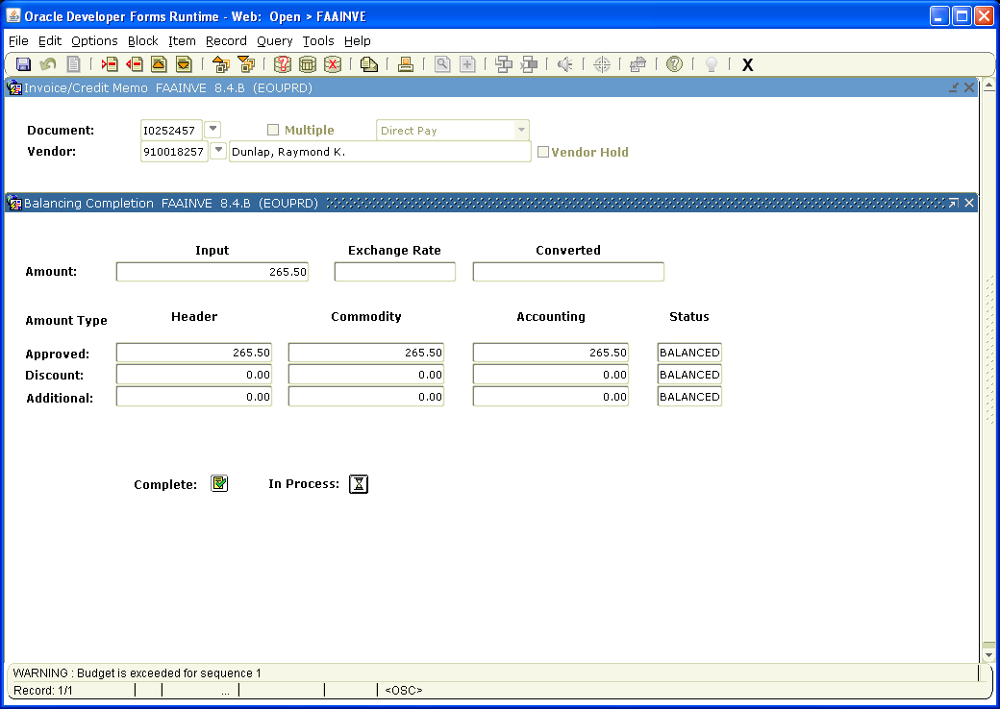 Oracle Developer Forms Runtime - Web: Open > FAAINVE
File Edit Options Block Item Record Query Tools Help
X
Invoice/Credit Memo FAAINVE 8.4.B (EOUPRD)
Document: I0252457 Multiple Direct Pay
Vendor: 910018257 Dunlap, Raymond K. Vendor Hold
Balancing Completion FAAINVE 8.4.B (EOUPRD)
Input Exchange Rate Converted
Amount: 265.50
Amount Type Header Commodity Accounting Status
Approved: 265.50 265.50 265.50 BALANCED
Discount: 0.00 0.00 0.00 BALANCED
Additional: 0.00 0.00 0.00 BALANCED
Complete: In Process:
WARNING : Budget is exceeded for sequence 1
Record: 1/1 ... <OSC>